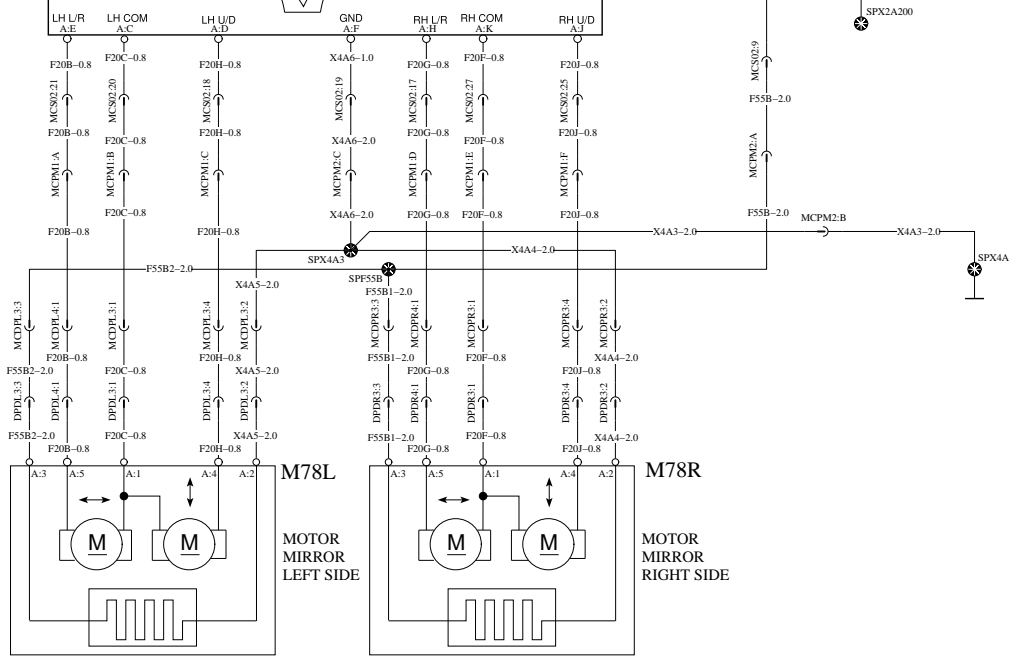 SPX2A200
LH L/R LH COM LH U/D GND RH L/R RH COM RH U/D
A:E A:C A:D A:F A:H A:K A:J
F20B–0.8 F20C–0.8 F20H–0.8 X4A6–1.0 F20G–0.8 F20F–0.8 F20J–0.8
MCS02:9
MCS02:21 MCS02:20 MCS02:18 MCS02:19 MCS02:17 MCS02:27 MCS02:25
F55B–2.0
F20B–0.8 F20C–0.8 F20H–0.8 X4A6–2.0 F20G–0.8 F20F–0.8 F20J–0.8
MCPM2:A
MCPM1:A MCPM1:B MCPM1:C MCPM2:C MCPM1:D MCPM1:E MCPM1:F
F20C–0.8 X4A6–2.0 F20G–0.8 F20F–0.8 F20J–0.8 F55B–2.0
MCPM2:B
F20B–0.8 F20H–0.8 X4A3–2.0 X4A3–2.0
X4A4–2.0
SPX4A3 SPX4A
F55B2–2.0 SPF55B
X4A5–2.0 F55B1–2.0
MCDPL3:3 MCDPL4:1 MCDPL3:1 MCDPL3:4 MCDPL3:2 MCDPR3:3 MCDPR4:1 MCDPR3:1 MCDPR3:4 MCDPR3:2
F20B–0.8 F20H–0.8 F55B1–2.0 F20F–0.8 X4A4–2.0
F55B2–2.0 F20C–0.8 X4A5–2.0 F20G–0.8 F20J–0.8
DPDL3:3 DPDL4:1 DPDL3:1 DPDL3:4 DPDL3:2 DPDR3:3 DPDR4:1 DPDR3:1 DPDR3:4 DPDR3:2
F55B2–2.0 F20C–0.8 X4A5–2.0 F55B1–2.0 F20F–0.8 X4A4–2.0
F20B–0.8 F20H–0.8 F20G–0.8 F20J–0.8
A:3 A:5 A:1 A:4 A:2 M78L A:3 A:5 A:1 A:4 A:2 M78R
M M M M
MOTOR
MIRROR
LEFT SIDE
MOTOR
MIRROR
RIGHT SIDE